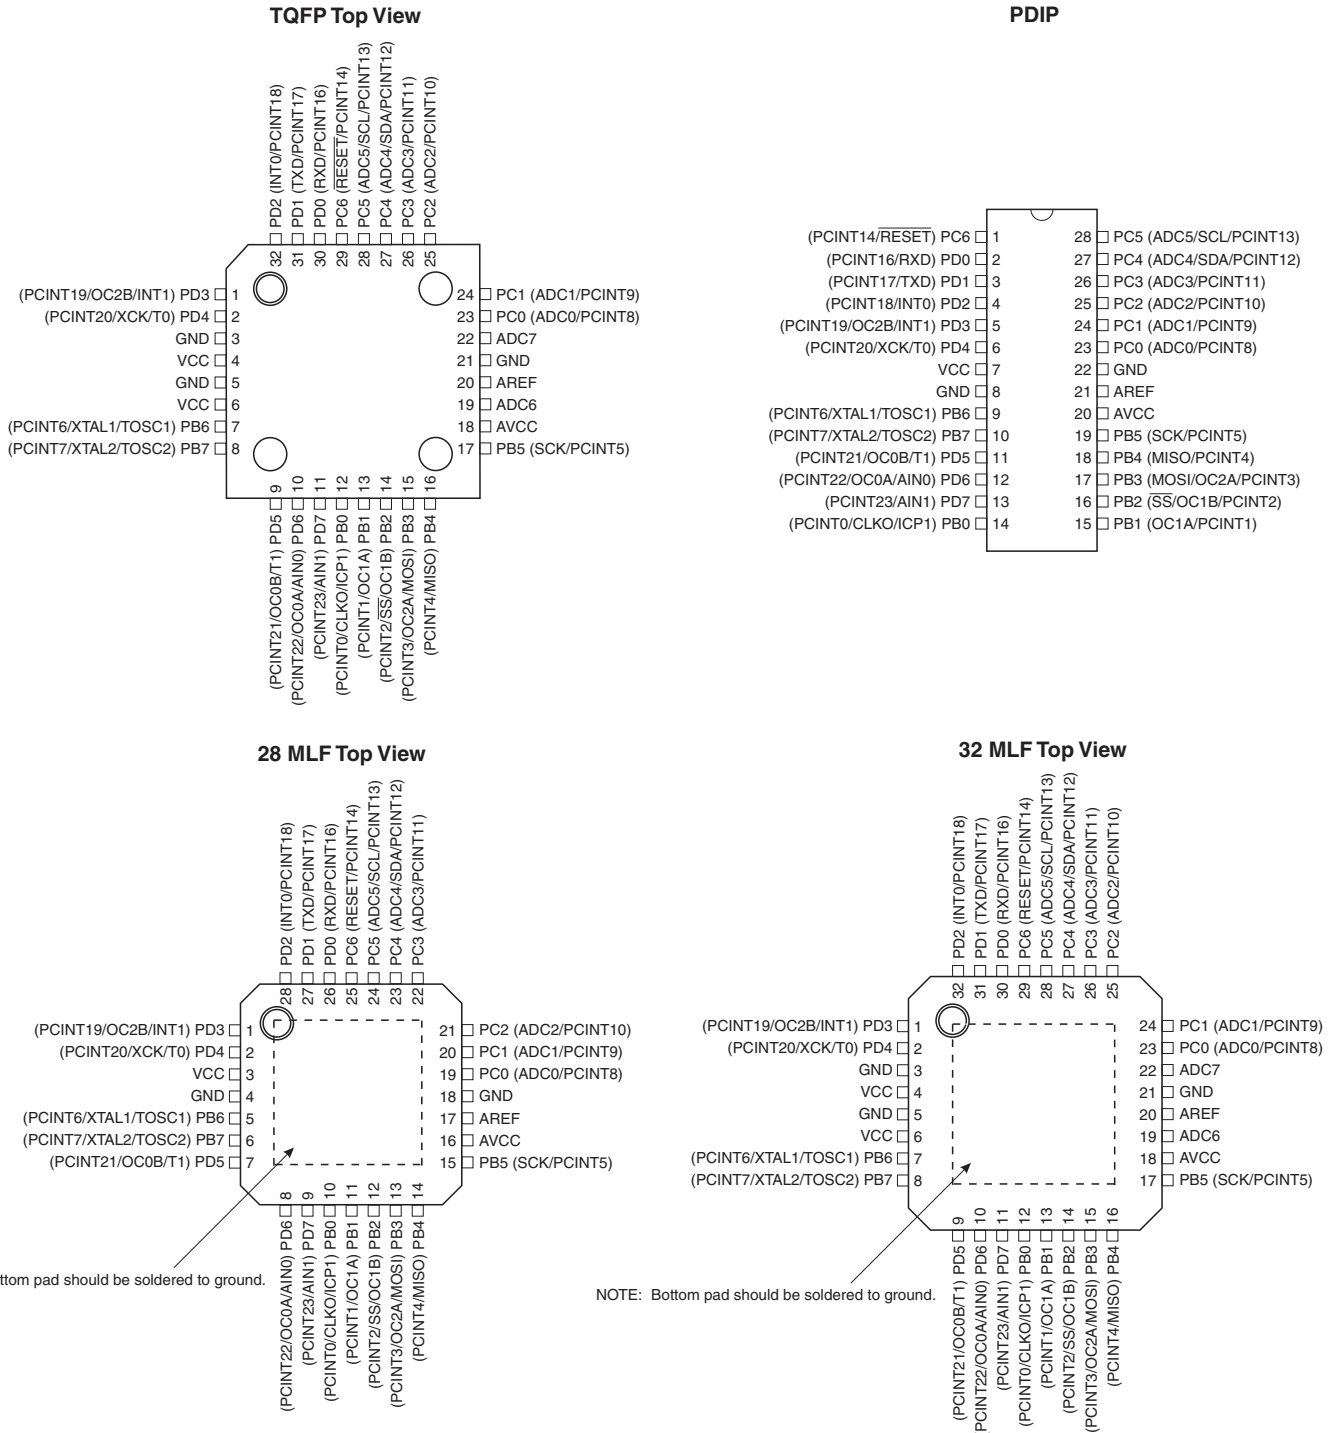 TQFP Top View
PD2 (INT0/PCINT18)
PD1 (TXD/PCINT17)
PD0 (RXD/PCINT16)
PC6 (RESET/PCINT14)
PC5 (ADC5/SCL/PCINT13)
PC4 (ADC4/SDA/PCINT12)
PC3 (ADC3/PCINT11)
PC2 (ADC2/PCINT10)
32 31 30 29 28 27 26 25
(PCINT19/OC2B/INT1) PD3 1
(PCINT20/XCK/T0) PD4 2
GND 3
VCC 4
GND 5
VCC 6
(PCINT6/XTAL1/TOSC1) PB6 7
(PCINT7/XTAL2/TOSC2) PB7 8
24 PC1 (ADC1/PCINT9)
23 PC0 (ADC0/PCINT8)
22 ADC7
21 GND
20 AREF
19 ADC6
18 AVCC
17 PB5 (SCK/PCINT5)
9 10 11 12 13 14 15 16
(PCINT21/OC0B/T1) PD5
(PCINT22/OC0A/AIN0) PD6
(PCINT23/AIN1) PD7
(PCINT0/CLKO/ICP1) PB0
(PCINT1/OC1A) PB1
(PCINT2/SS/OC1B) PB2
(PCINT3/OC2A/MOSI) PB3
(PCINT4/MISO) PB4
PDIP
(PCINT14/RESET) PC6 1
(PCINT16/RXD) PD0 2
(PCINT17/TXD) PD1 3
(PCINT18/INT0) PD2 4
(PCINT19/OC2B/INT1) PD3 5
(PCINT20/XCK/T0) PD4 6
VCC 7
GND 8
(PCINT6/XTAL1/TOSC1) PB6 9
(PCINT7/XTAL2/TOSC2) PB7 10
(PCINT21/OC0B/T1) PD5 11
(PCINT22/OC0A/AIN0) PD6 12
(PCINT23/AIN1) PD7 13
(PCINT0/CLKO/ICP1) PB0 14
28 PC5 (ADC5/SCL/PCINT13)
27 PC4 (ADC4/SDA/PCINT12)
26 PC3 (ADC3/PCINT11)
25 PC2 (ADC2/PCINT10)
24 PC1 (ADC1/PCINT9)
23 PC0 (ADC0/PCINT8)
22 GND
21 AREF
20 AVCC
19 PB5 (SCK/PCINT5)
18 PB4 (MISO/PCINT4)
17 PB3 (MOSI/OC2A/PCINT3)
16 PB2 (SS/OC1B/PCINT2)
15 PB1 (OC1A/PCINT1)
28 MLF Top View
PD2 (INT0/PCINT18)
PD1 (TXD/PCINT17)
PD0 (RXD/PCINT16)
PC6 (RESET/PCINT14)
PC5 (ADC5/SCL/PCINT13)
PC4 (ADC4/SDA/PCINT12)
PC3 (ADC3/PCINT11)
28 27 26 25 24 23 22
(PCINT19/OC2B/INT1) PD3 1
(PCINT20/XCK/T0) PD4 2
VCC 3
GND 4
(PCINT6/XTAL1/TOSC1) PB6 5
(PCINT7/XTAL2/TOSC2) PB7 6
(PCINT21/OC0B/T1) PD5 7
21 PC2 (ADC2/PCINT10)
20 PC1 (ADC1/PCINT9)
19 PC0 (ADC0/PCINT8)
18 GND
17 AREF
16 AVCC
15 PB5 (SCK/PCINT5)
8 9 10 11 12 13 14
(PCINT22/OC0A/AIN0) PD6
(PCINT23/AIN1) PD7
(PCINT0/CLKO/ICP1) PB0
(PCINT1/OC1A) PB1
(PCINT2/SS/OC1B) PB2
(PCINT3/OC2A/MOSI) PB3
(PCINT4/MISO) PB4
ttom pad should be soldered to ground.
32 MLF Top View
PD2 (INT0/PCINT18)
PD1 (TXD/PCINT17)
PD0 (RXD/PCINT16)
PC6 (RESET/PCINT14)
PC5 (ADC5/SCL/PCINT13)
PC4 (ADC4/SDA/PCINT12)
PC3 (ADC3/PCINT11)
PC2 (ADC2/PCINT10)
32 31 30 29 28 27 26 25
(PCINT19/OC2B/INT1) PD3 1
(PCINT20/XCK/T0) PD4 2
GND 3
VCC 4
GND 5
VCC 6
(PCINT6/XTAL1/TOSC1) PB6 7
(PCINT7/XTAL2/TOSC2) PB7 8
24 PC1 (ADC1/PCINT9)
23 PC0 (ADC0/PCINT8)
22 ADC7
21 GND
20 AREF
19 ADC6
18 AVCC
17 PB5 (SCK/PCINT5)
9 10 11 12 13 14 15 16
(PCINT21/OC0B/T1) PD5
PCINT22/OC0A/AIN0) PD6
(PCINT23/AIN1) PD7
(PCINT0/CLKO/ICP1) PB0
(PCINT1/OC1A) PB1
(PCINT2/SS/OC1B) PB2
(PCINT3/OC2A/MOSI) PB3
(PCINT4/MISO) PB4
NOTE: Bottom pad should be soldered to ground.